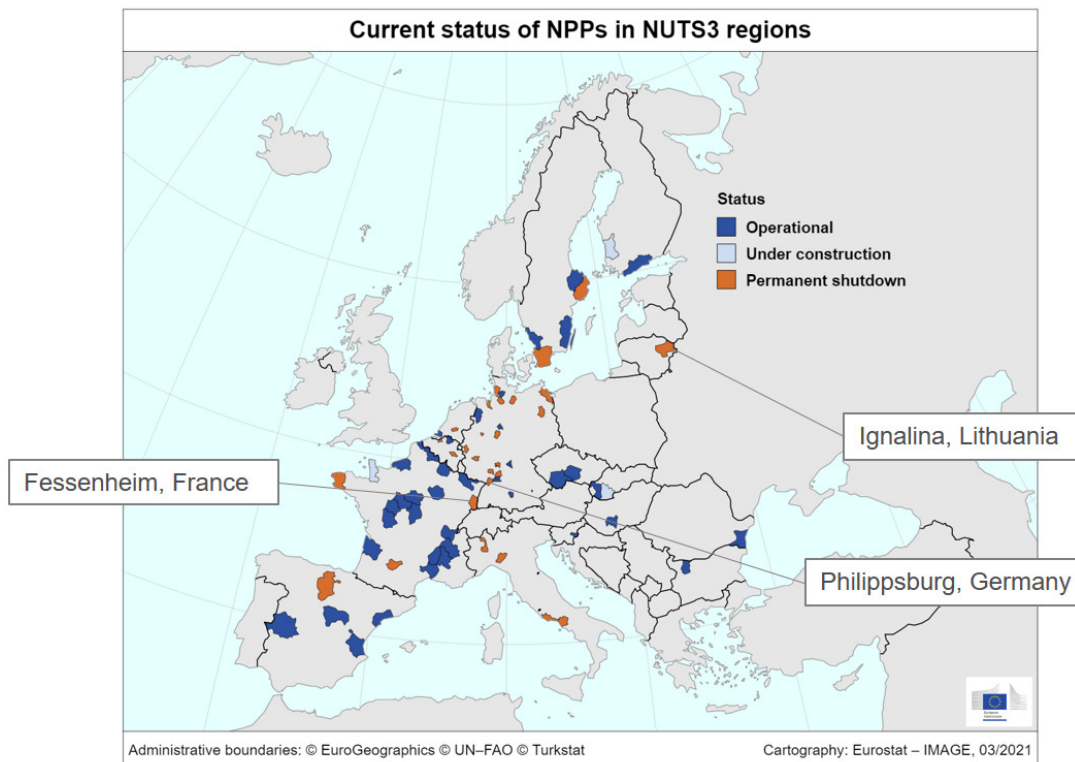 Current status of NPPs in NUTS3 regions
Status
Operational
Under construction
Permanent shutdown
Ignalina, Lithuania
Fessenheim, France
Philippsburg, Germany
Administrative boundaries: © EuroGeographics © UN–FAO © Turkstat
Cartography: Eurostat – IMAGE, 03/2021